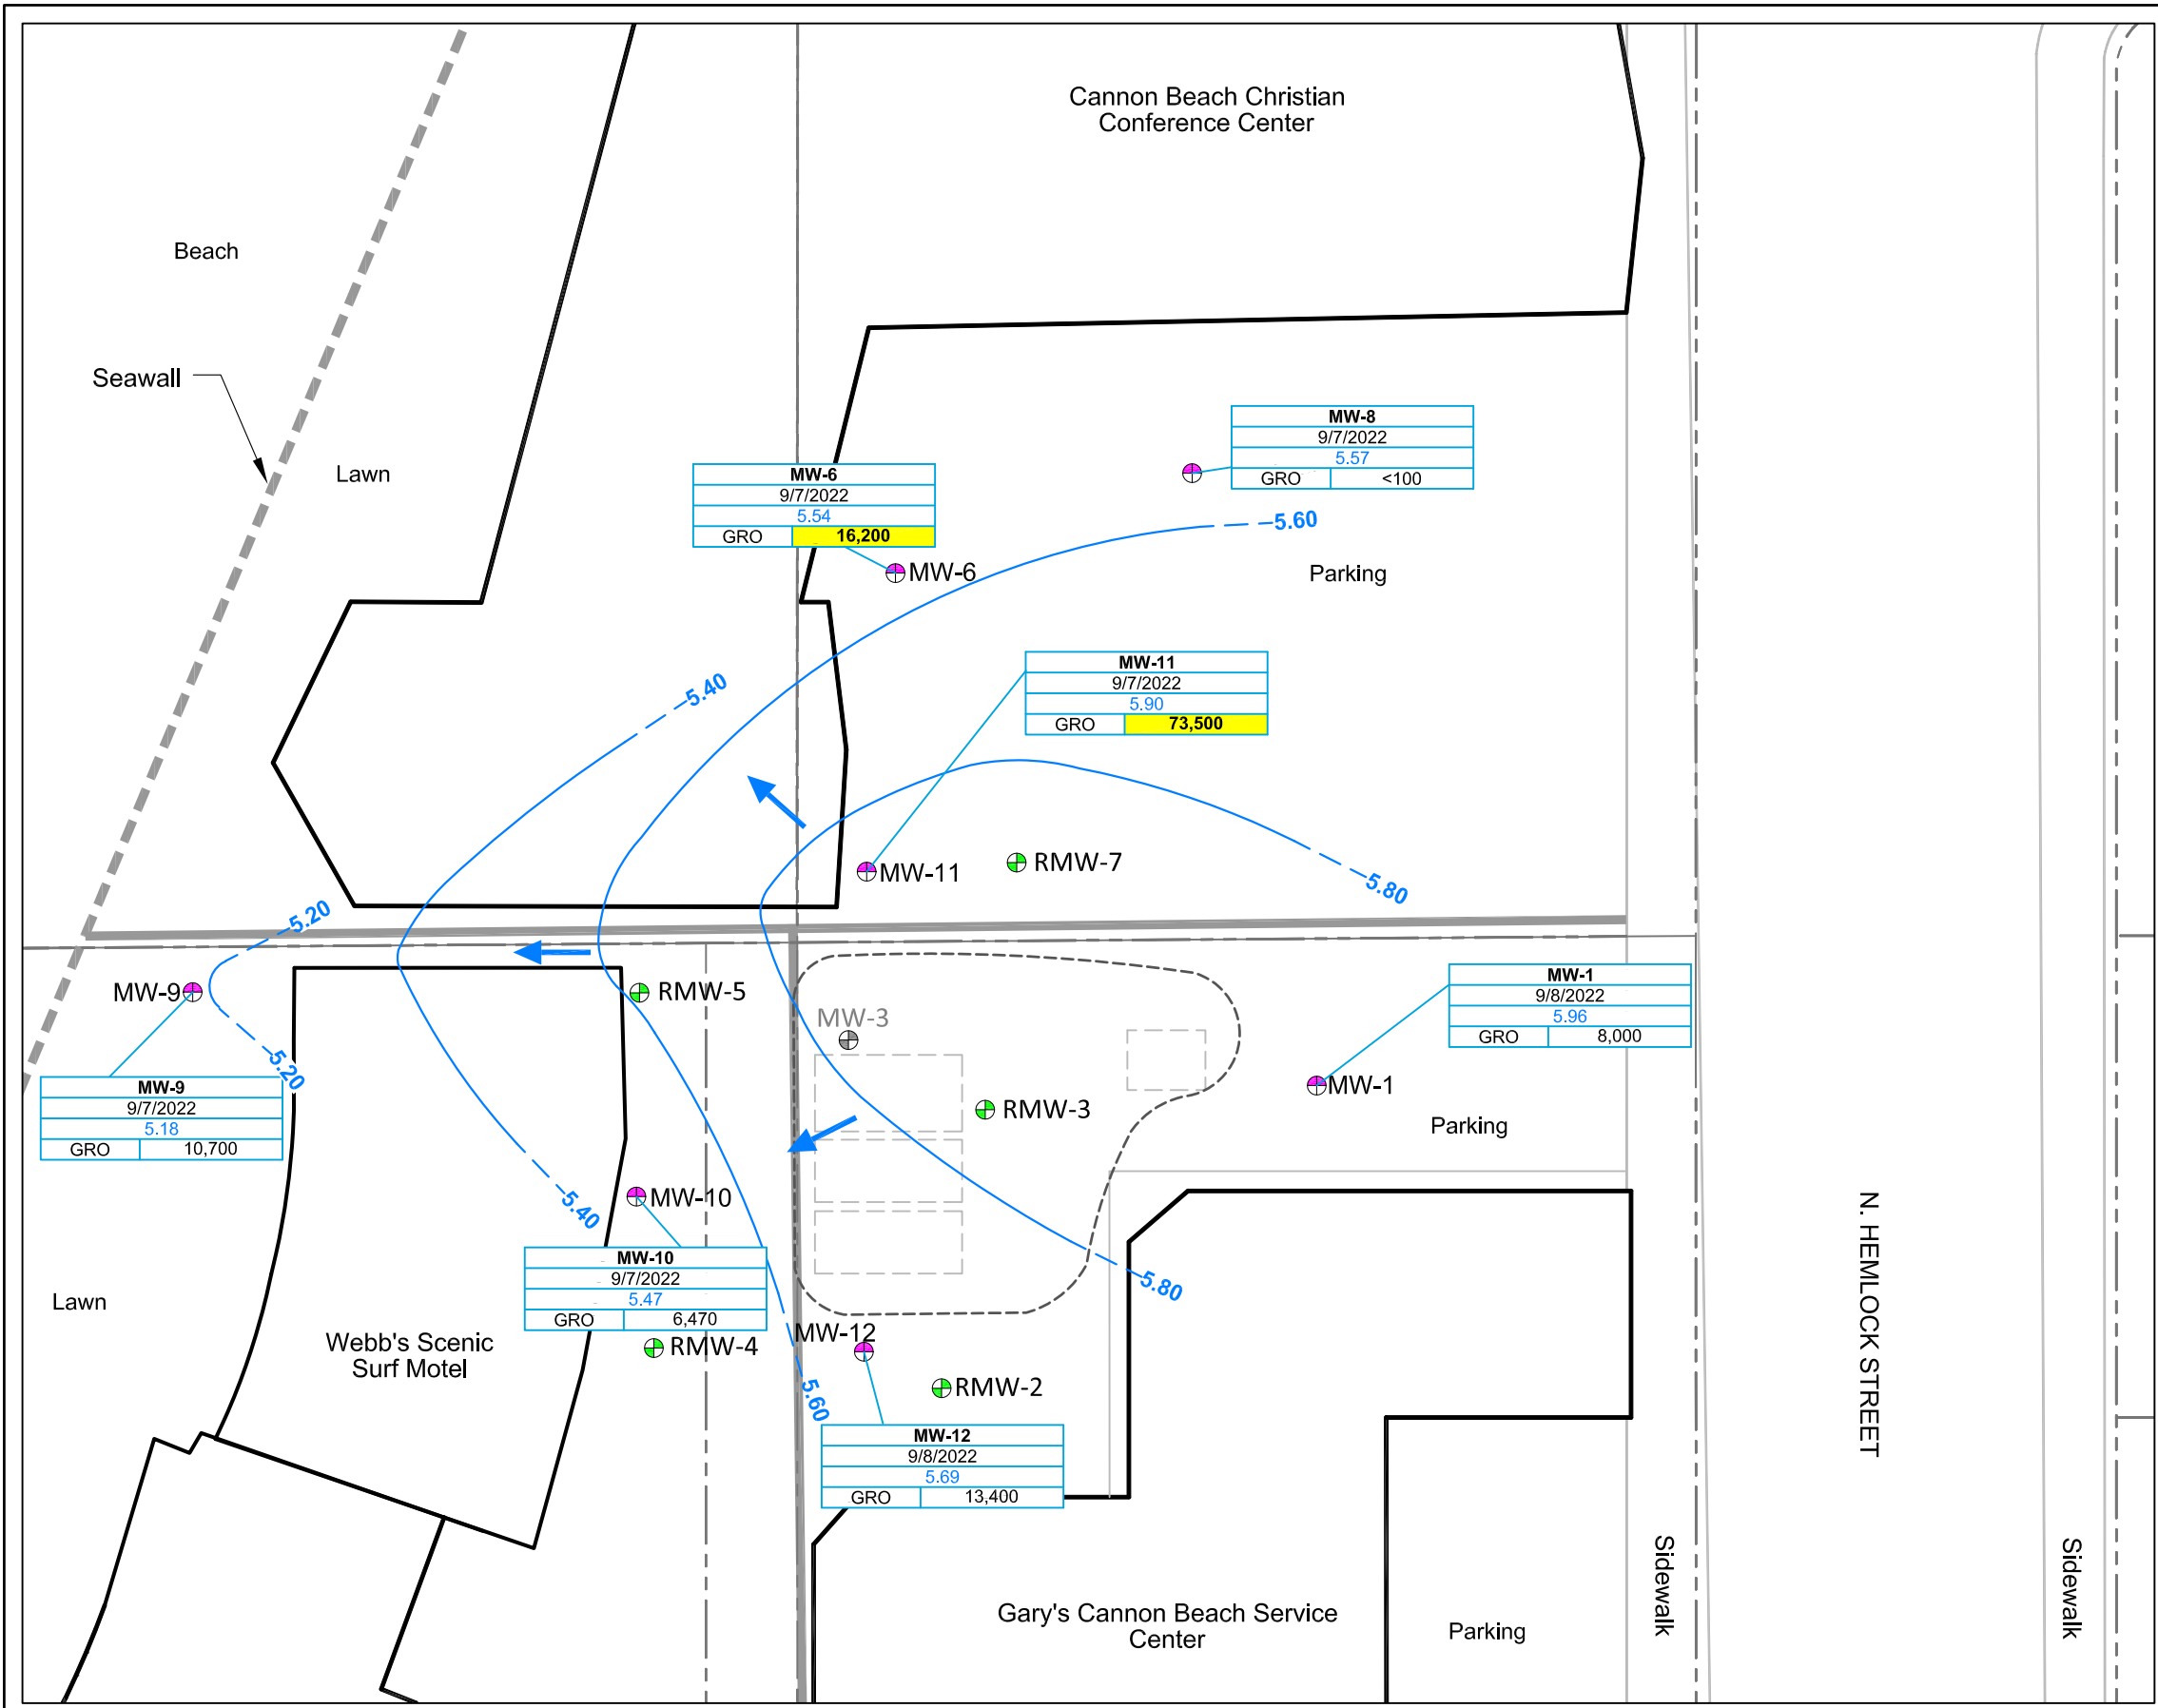 Cannon Beach Christian
Conference Center
Beach
Seawall
Lawn
MW-8
9/7/2022
5.57
GRO <100
MW-6
9/7/2022
5.54
GRO 16,200
5.60
MW-6
Parking
MW-11
9/7/2022
5.90
GRO 73,500
5.40
MW-11
RMW-7
5.80
5.20
MW-9
RMW-5
MW-3
MW-1
9/8/2022
5.96
GRO 8,000
5.20
MW-9
9/7/2022
5.18
GRO 10,700
RMW-3
MW-1
Parking
MW-10
5.40
MW-10
9/7/2022
5.47
GRO 6,470
5.80
Lawn
Webb's Scenic
Surf Motel
RMW-4
MW-12
RMW-2
5.60
MW-12
9/8/2022
5.69
GRO 13,400
N. HEMLOCK STREET
Gary's Cannon Beach Service
Center
Parking
Sidewalk
Sidewalk